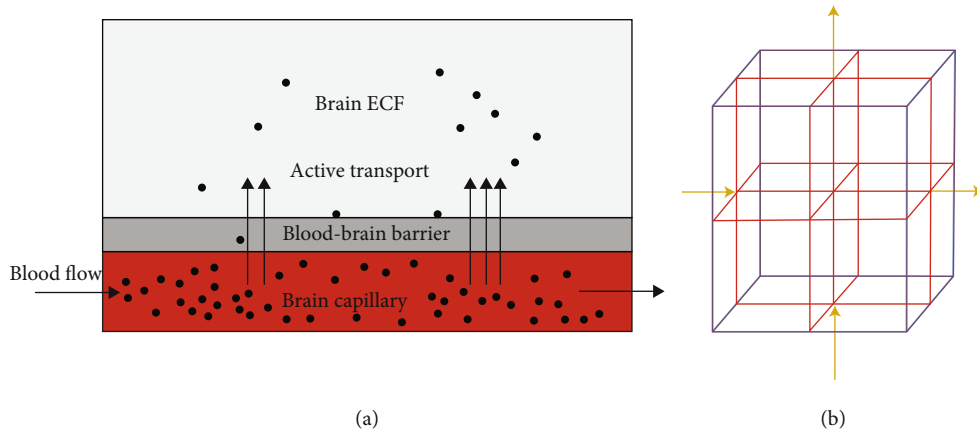 Brain ECF
Active transport
Blood-brain barrier
Blood flow
Brain capillary
(a)
(b)